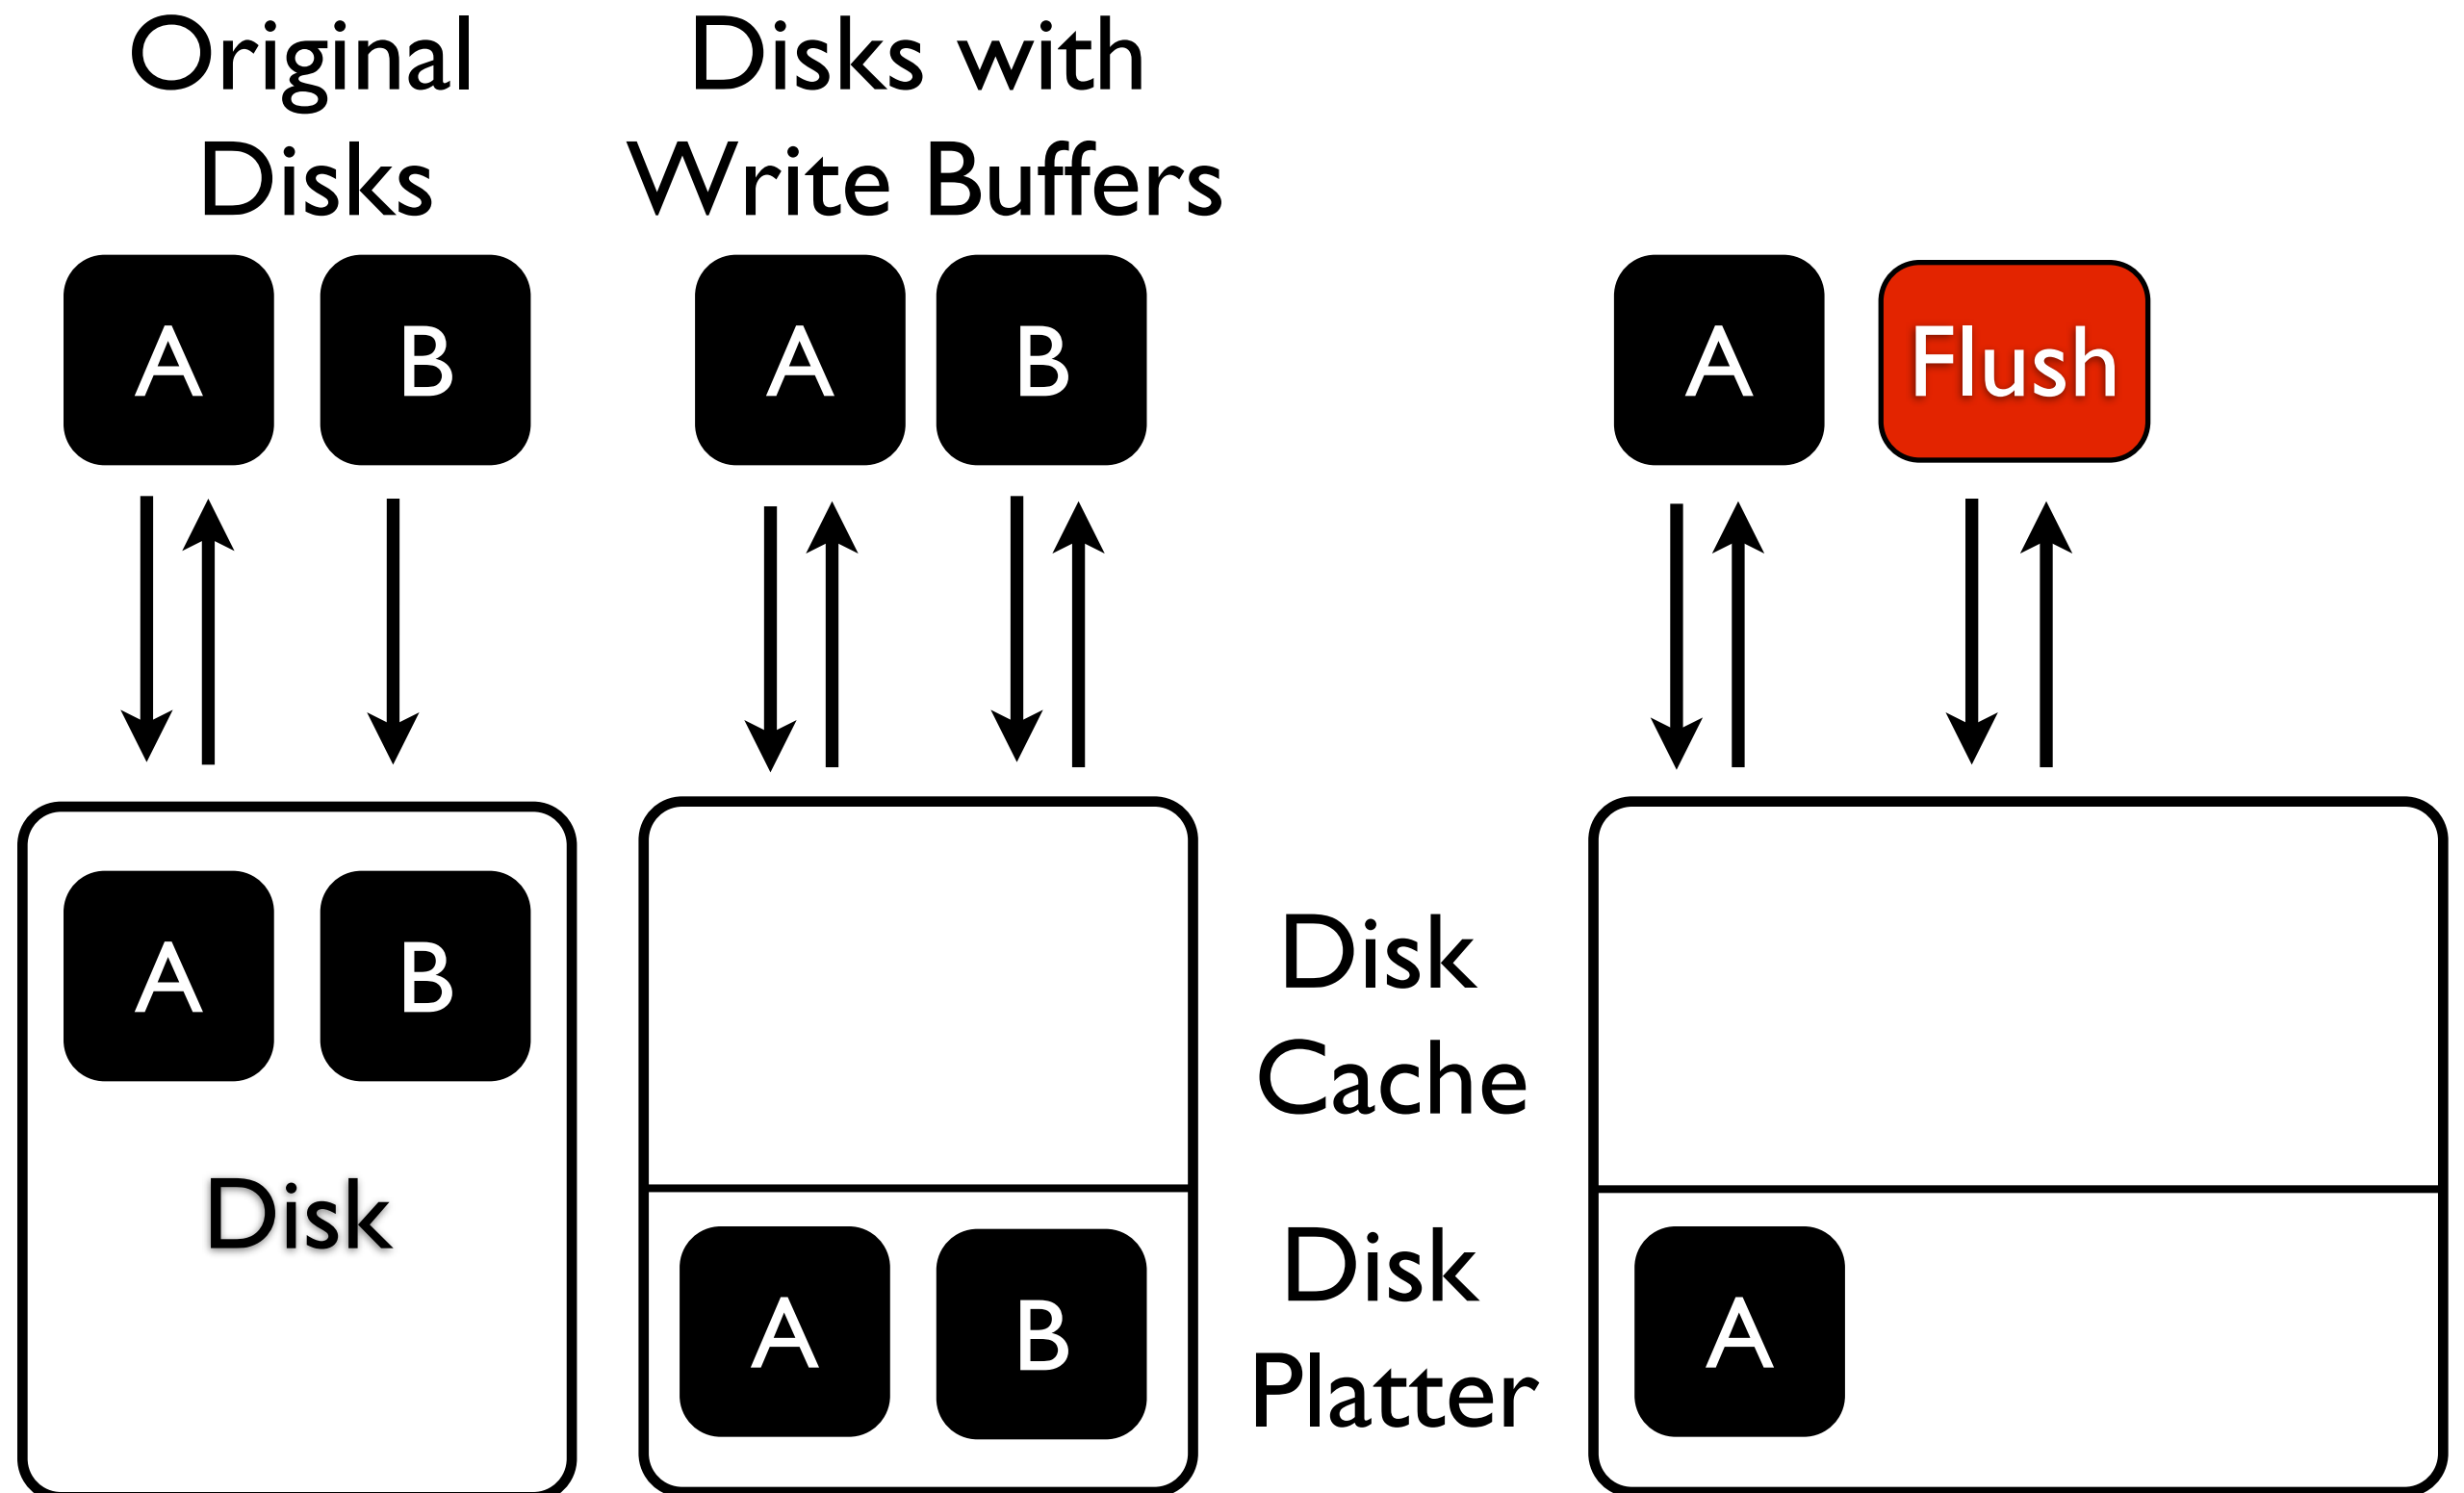 Original
Disks
Disks with
Write Buffers
A
B
A
B
A
Flush
A
B
Disk
Disk
Cache
Disk
Platter
A
B
A